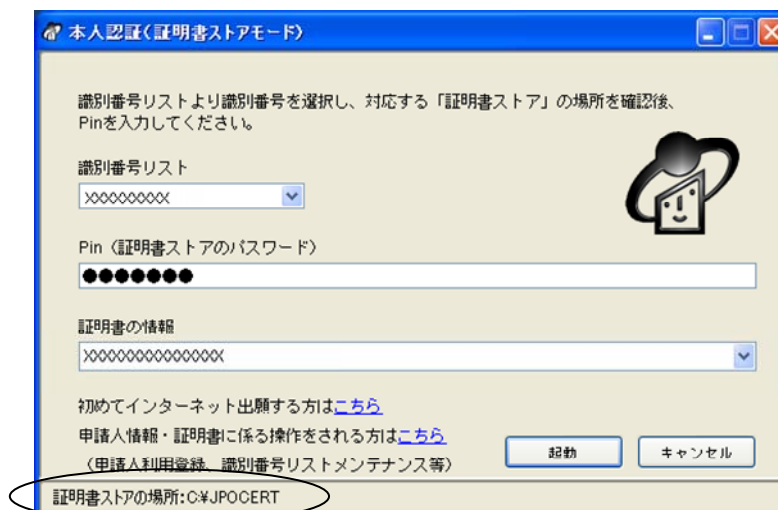 本人認証(証明書ストアモード)
識別番号リストより識別番号を選択し、対応する「証明書ストア」の場所を確認後、
Pinを入力してください。
識別番号リスト
XXXXXXXXX
Pin（証明書ストアのパスワード）
●●●●●●●
証明書の情報
XXXXXXXXXXXXXXX
初めてインターネット出願する方はこちら
申請人情報・証明書に係る操作をされる方はこちら
（申請人利用登録、識別番号リストメンテナンス等）
起動
キャンセル
証明書ストアの場所:C:¥JPOCERT